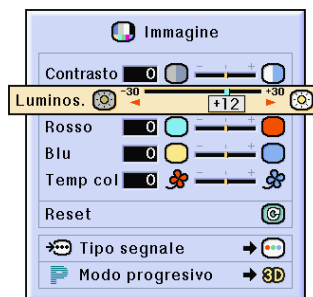 Immagine
Contrasto 0 - +
Luminos. -30 +12 +30
Rosso 0 - +
Blu 0 - +
Temp col 0 - +
Reset
Tipo segnale
Modo progresivo 3D